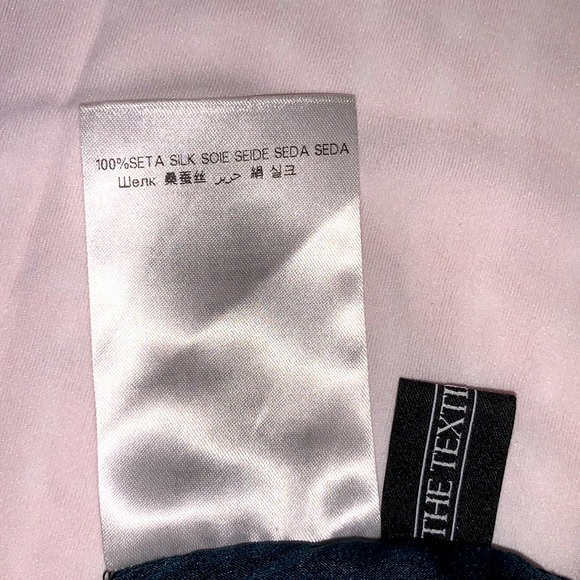 100%SETA SILK SOIE SEIDE SEDA SEDA
Шелк 桑蚕丝 حرير 絹 실크
THE TEXTI